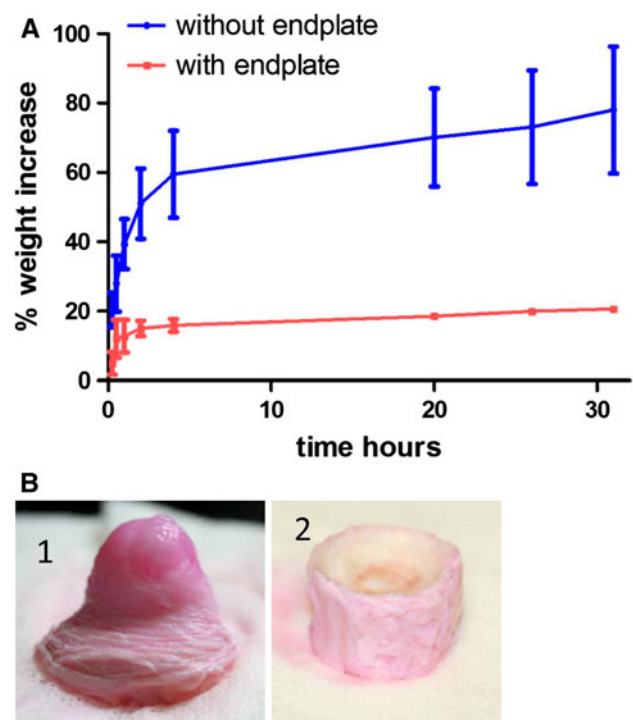 A
without endplate
with endplate
100
80
60
40
20
0
% weight increase
0 10 20 30
time hours
B
1
2